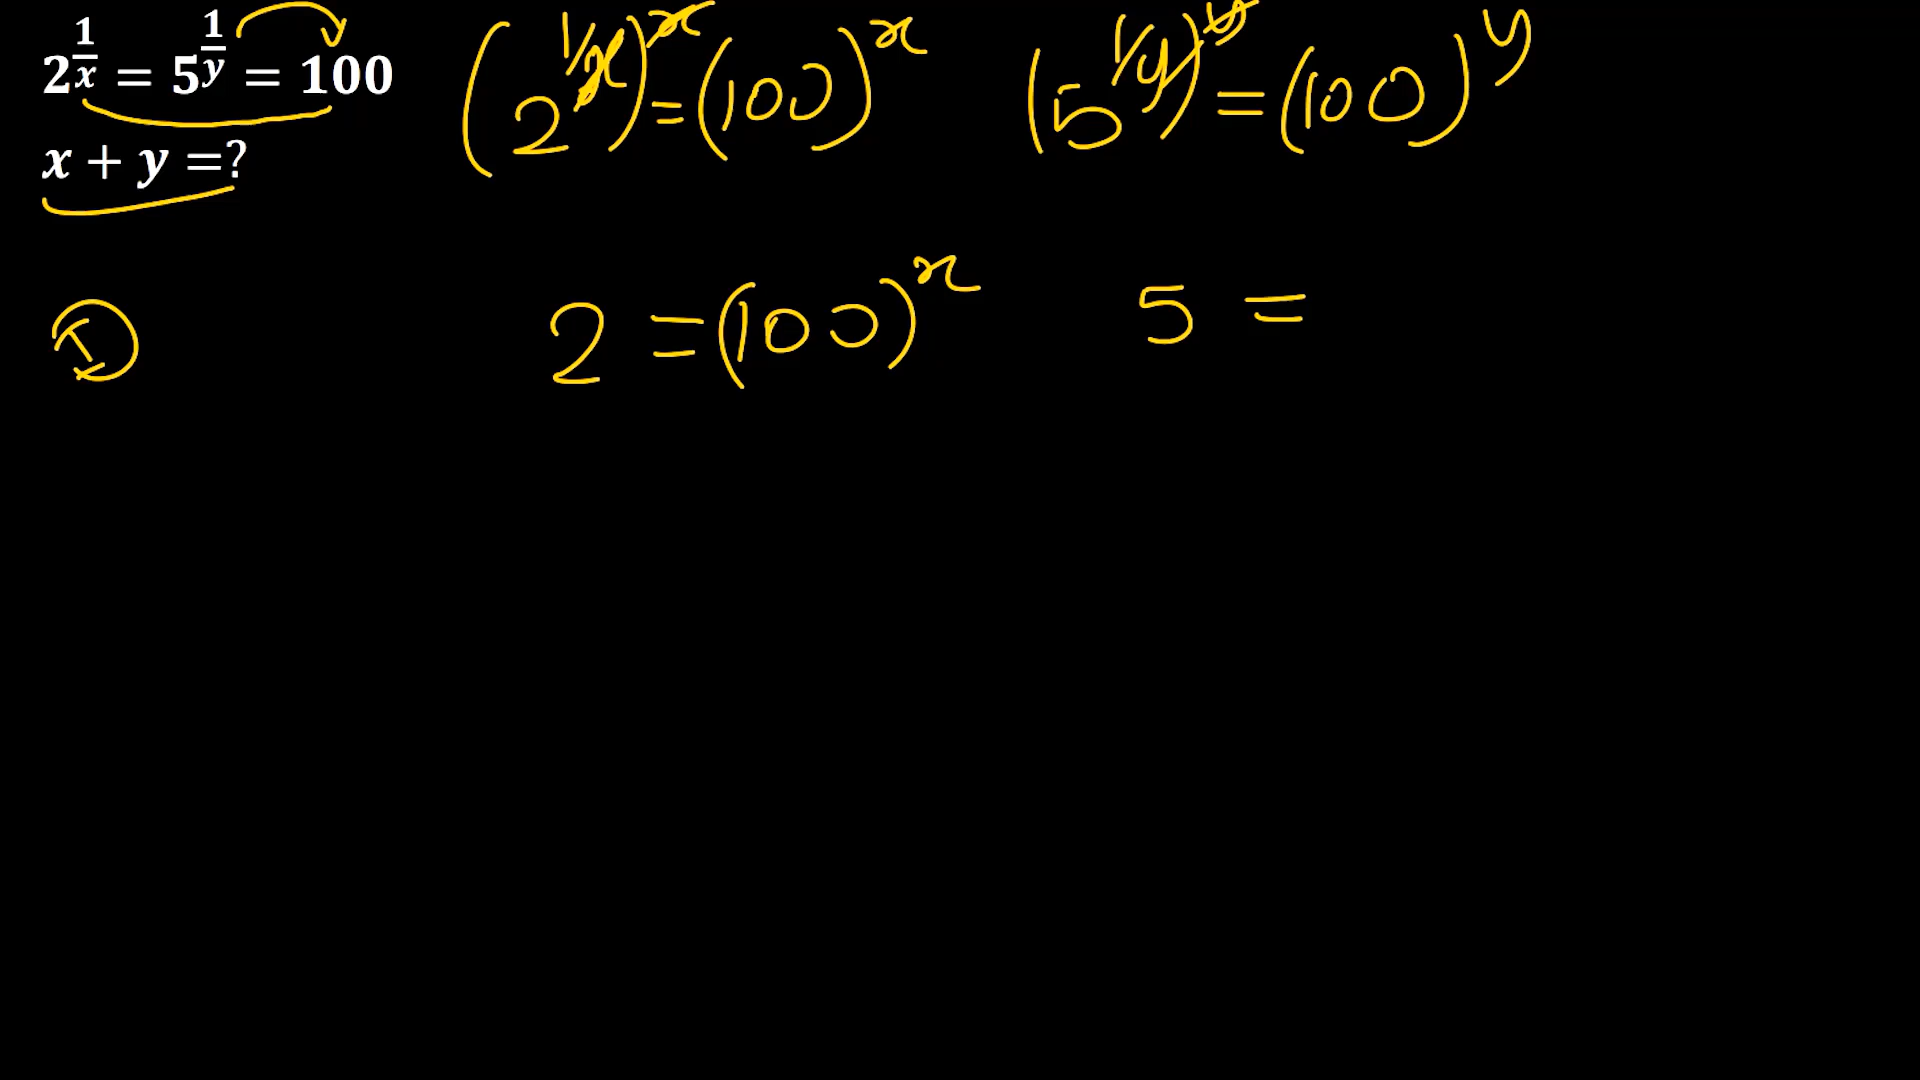 2^{1/x} = 5^{1/y} = 100
x + y =?
(2^{1/x})^x = (100)^x
(5^{1/y})^y = (100)^y
I
2 = (100)^x
5 =